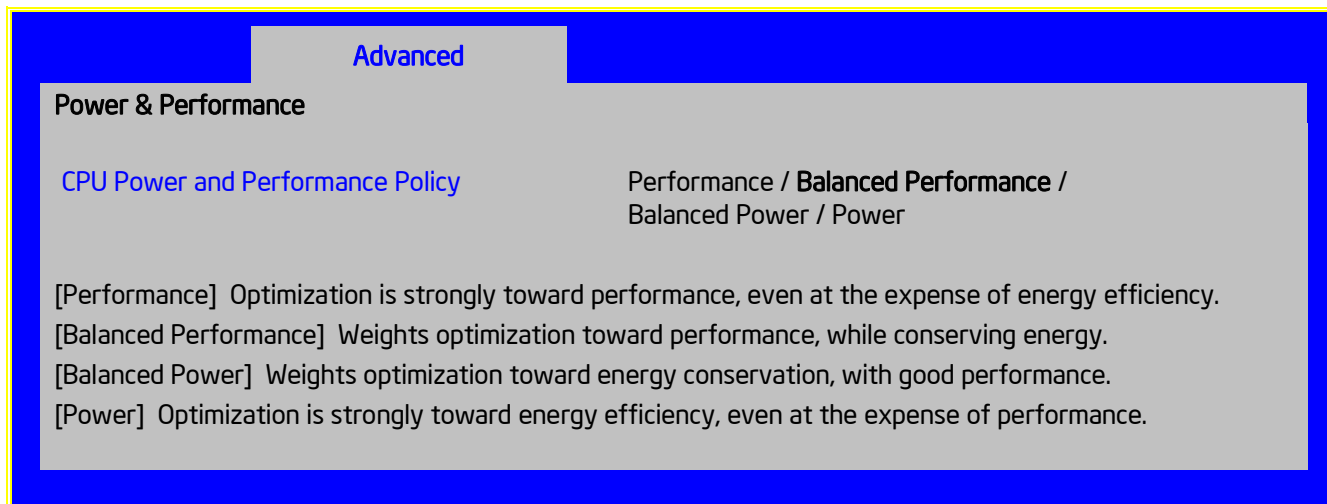 Advanced
Power & Performance
CPU Power and Performance Policy Performance / Balanced Performance /
Balanced Power / Power
[Performance] Optimization is strongly toward performance, even at the expense of energy efficiency.
[Balanced Performance] Weights optimization toward performance, while conserving energy.
[Balanced Power] Weights optimization toward energy conservation, with good performance.
[Power] Optimization is strongly toward energy efficiency, even at the expense of performance.